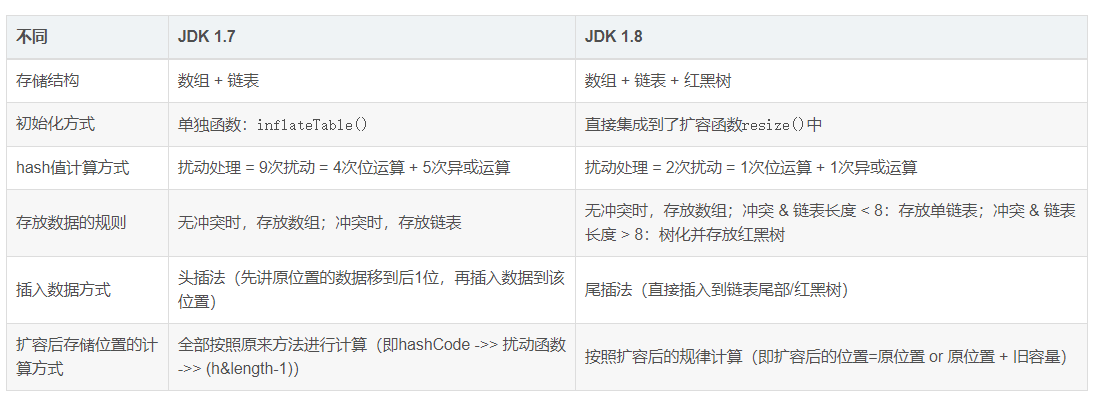 不同 JDK 1.7 JDK 1.8
存储结构 数组 + 链表 数组 + 链表 + 红黑树
初始化方式 单独函数：inflateTable() 直接集成到了扩容函数resize()中
hash值计算方式 扰动处理 = 9次扰动 = 4次位运算 + 5次异或运算 扰动处理 = 2次扰动 = 1次位运算 + 1次异或运算
存放数据的规则 无冲突时，存放数组；冲突时，存放链表 无冲突时，存放数组；冲突 & 链表长度 < 8：存放单链表；冲突 & 链表
长度 > 8：树化并存放红黑树
插入数据方式 头插法（先讲原位置的数据移到后1位，再插入数据到该
位置） 尾插法（直接插入到链表尾部/红黑树）
扩容后存储位置的计
算方式 全部按照原来方法进行计算（即hashCode ->> 扰动函数
->> (h&length-1)) 按照扩容后的规律计算（即扩容后的位置=原位置 or 原位置 + 旧容量）